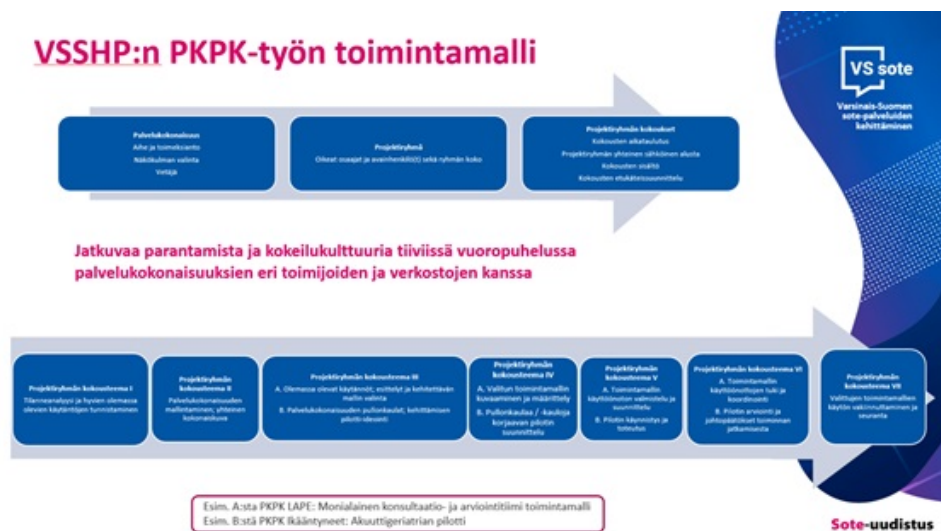 VSSHP:n PKPK-työn toimintamalli
VS sote
Varsinais-Suomen
sote-palveluiden
kehittäminen
Palvelukokonaisuus
Aihe ja toimeksianto
Näkökulman valinta
Vetäjä
Projektiryhmä
Oikeat osaajat ja avainhenkilö(t) sekä ryhmän koko
Projektiryhmän kokoukset
Kokousten aikataulutus
Projektiryhmän yhteinen sähköinen alusta
Kokousten sisältö
Kokousten etukäteissuunnittelu
Jatkuvaa parantamista ja kokeilukulttuuria tiiviissä vuoropuhelussa
palvelukokonaisuuksien eri toimijoiden ja verkostojen kanssa
Projektiryhmän kokousteema I
Tilanneanalyysi ja hyvien olemassa
olevien käytäntöjen tunnistaminen
Projektiryhmän
kokousteema II
Palvelukokonaisuuden
mallintaminen; yhteinen
kokonaiskuva
Projektiryhmän kokousteema III
A. Olemassa olevat käytännöt; esittelyt ja kehitettävän
mallin valinta
B. Palvelukokonaisuuden pullonkaulat; kehittämisen
pilotti-ideointi
Projektiryhmän
kokousteema IV
A. Valitun toimintamallin
kuvaaminen ja määrittely
B. Pullonkaulaa / -kauloja
korjaavan pilotin
suunnittelu
Projektiryhmän
kokousteema V
A. Toimintamallin
käyttöönoton valmistelu ja
suunnittelu
B. Pilotin käynnistys ja
toteutus
Projektiryhmän kokousteema VI
A. Toimintamallin
käyttöönottojen tuki ja
koordinointi
B. Pilotin arviointi ja
johtopäätökset toiminnan
jatkamisesta
Projektiryhmän
kokousteema VII
Valittujen toimintamallien
käytön vakiinnuttaminen ja
seuranta
Esim. A:sta PKPK LAPE: Monialainen konsultaatio- ja arviointitiimi toimintamalli
Esim. B:stä PKPK Ikääntyneet: Akuuttigeriatrian pilotti
Sote-uudistus